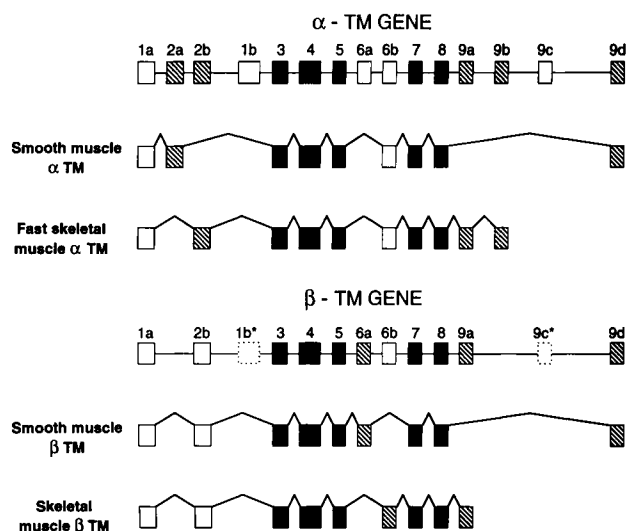 α - TM GENE
1a 2a 2b 1b 3 4 5 6a 6b 7 8 9a 9b 9c 9d
Smooth muscle
α TM
Fast skeletal
muscle α TM
β - TM GENE
1a 2b 1b* 3 4 5 6a 6b 7 8 9a 9c* 9d
Smooth muscle
β TM
Skeletal
muscle β TM